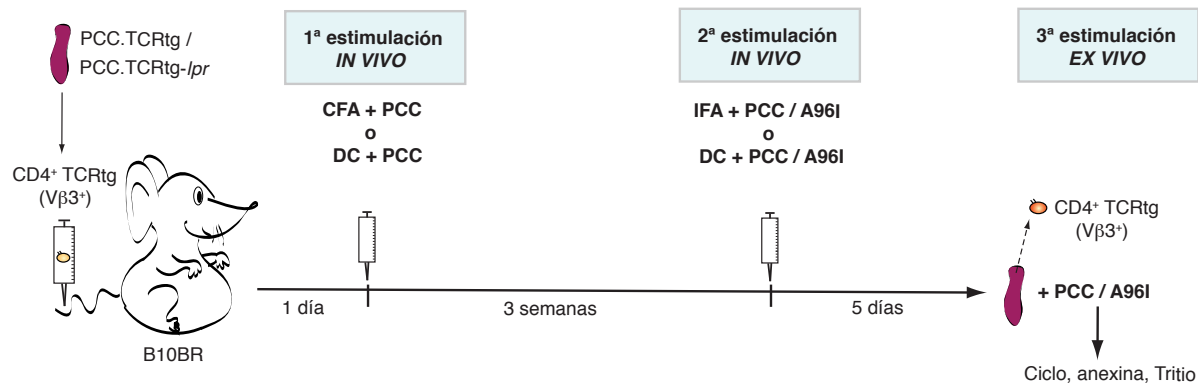 PCC.TCRtg /
PCC.TCRtg-lpr
CD4⁺ TCRtg
(Vβ3⁺)
B10BR
1ª estimulación
IN VIVO
CFA + PCC
o
DC + PCC
2ª estimulación
IN VIVO
IFA + PCC / A96I
o
DC + PCC / A96I
3ª estimulación
EX VIVO
CD4⁺ TCRtg
(Vβ3⁺)
+ PCC / A96I
1 día
3 semanas
5 días
Ciclo, anexina, Tritio